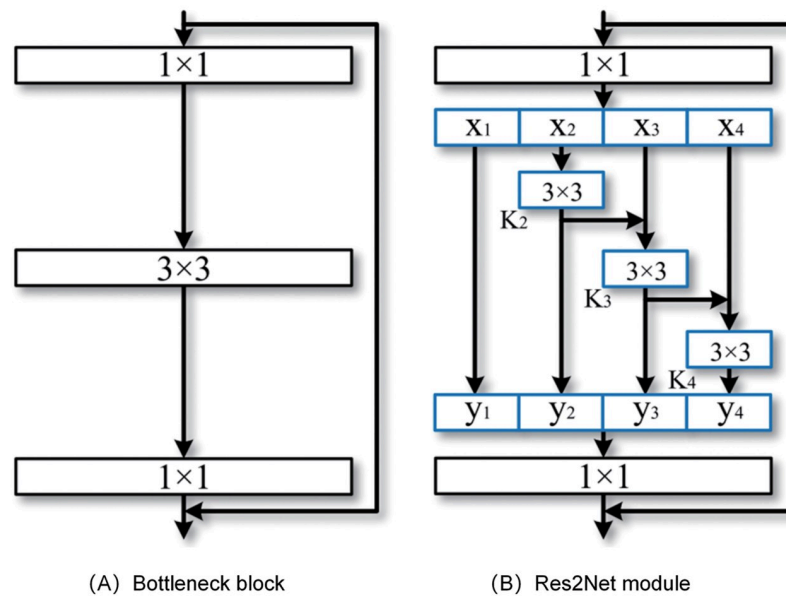 1×1
3×3
1×1
(A) Bottleneck block
1×1
x1 x2 x3 x4
3×3
K2
3×3
K3
3×3
K4
y1 y2 y3 y4
1×1
(B) Res2Net module